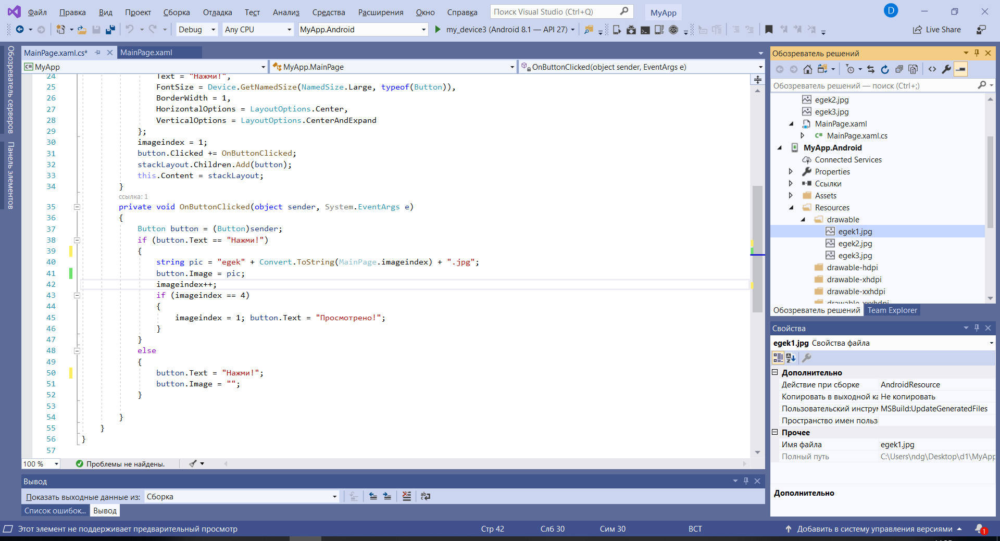 Файл Правка Вид Проект Сборка Отладка Тест Анализ Средства Расширения Окно Справка Поиск Visual Studio (Ctrl+Q) MyApp D
Debug Any CPU MyApp.Android my_device3 (Android 8.1 — API 27) Live Share
Обозреватель серверов
Панель элементов
MainPage.xaml.cs* MainPage.xaml
C# MyApp MyApp.MainPage OnButtonClicked(object sender, EventArgs e)
24 Text = "Нажми!",
25 FontSize = Device.GetNamedSize(NamedSize.Large, typeof(Button)),
26 BorderWidth = 1,
27 HorizontalOptions = LayoutOptions.Center,
28 VerticalOptions = LayoutOptions.CenterAndExpand
29 };
30 imageindex = 1;
31 button.Clicked += OnButtonClicked;
32 stackLayout.Children.Add(button);
33 this.Content = stackLayout;
34 }
ссылка: 1
35 private void OnButtonClicked(object sender, System.EventArgs e)
36 {
37 Button button = (Button)sender;
38 if (button.Text == "Нажми!")
39 {
40 string pic = "egek" + Convert.ToString(MainPage.imageindex) + ".jpg";
41 button.Image = pic;
42 imageindex++;
43 if (imageindex == 4)
44 {
45 imageindex = 1; button.Text = "Просмотрено!";
46 }
47 }
48 else
49 {
50 button.Text = "Нажми!";
51 button.Image = "";
52 }
53
54 }
55 }
56 }
57
100 % Проблемы не найдены.
Вывод
Показать выходные данные из: Сборка
Список ошибок... Вывод
Обозреватель решений
Обозреватель решений — поиск (Ctrl+;)
egek2.jpg
egek3.jpg
MainPage.xaml
C# MainPage.xaml.cs
MyApp.Android
Connected Services
Properties
Ссылки
Assets
Resources
drawable
egek1.jpg
egek2.jpg
egek3.jpg
drawable-hdpi
drawable-xhdpi
drawable-xxhdpi
drawable-xxxhdpi
Обозреватель решений Team Explorer
Свойства
egek1.jpg Свойства файла
Дополнительно
Действие при сборке AndroidResource
Копировать в выходной ка Не копировать
Пользовательский инстру MSBuild:UpdateGeneratedFiles
Пространство имен польз
Прочее
Имя файла egek1.jpg
Полный путь C:\Users\ndg\Desktop\d1\MyApp
Дополнительно
Этот элемент не поддерживает предварительный просмотр Стр 42 Слб 30 Сим 30 ВСТ Добавить в систему управления версиями 1